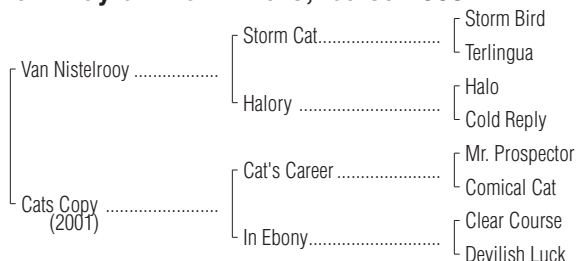 Storm Bird
Storm Cat........................
Terlingua
Van Nistelrooy .................
Halo
Halory ............................
Cold Reply
Mr. Prospector
Cat's Career ....................
Comical Cat
Cats Copy .......................
(2001)
Clear Course
In Ebony..........................
Devilish Luck